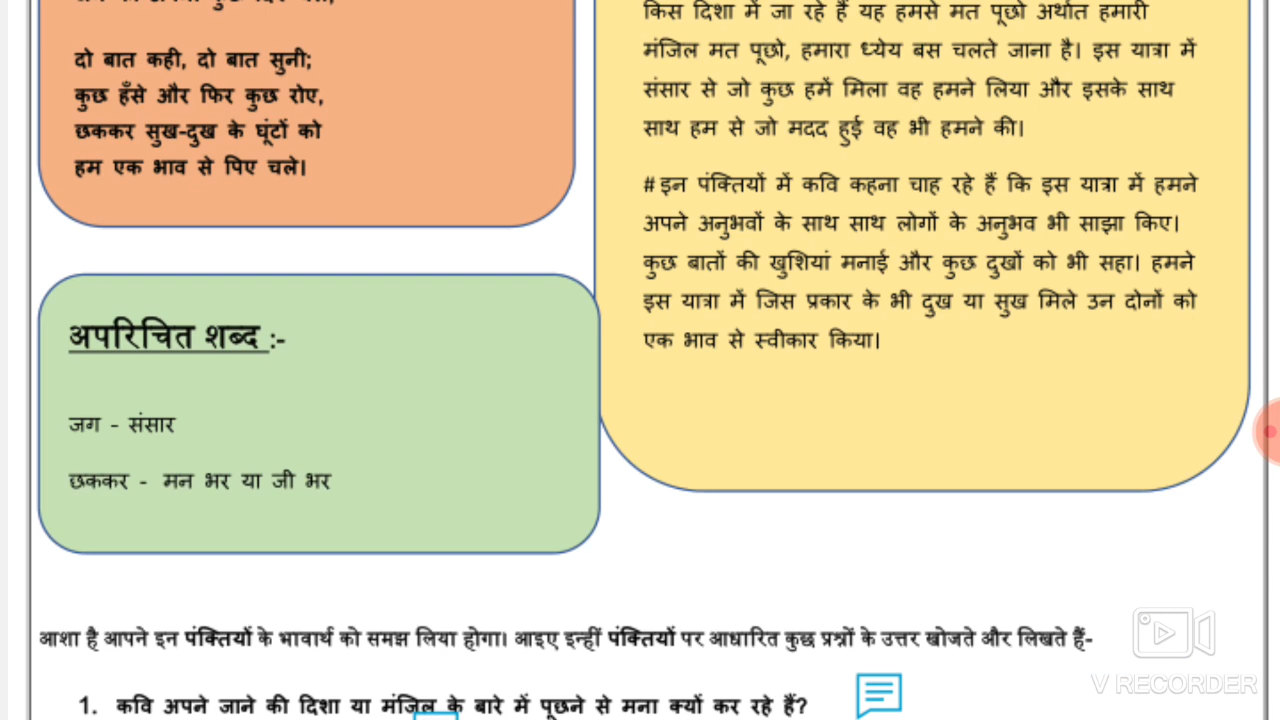 दो बात कही, दो बात सुनी;
कुछ हँसे और फिर कुछ रोए,
छककर सुख-दुख के घूंटों को
हम एक भाव से पिए चले।
किस दिशा में जा रहे हैं यह हमसे मत पूछो अर्थात हमारी
मंजिल मत पूछो, हमारा ध्येय बस चलते जाना है। इस यात्रा में
संसार से जो कुछ हमें मिला वह हमने लिया और इसके साथ
साथ हम से जो मदद हुई वह भी हमने की।
# इन पंक्तियों में कवि कहना चाह रहे हैं कि इस यात्रा में हमने
अपने अनुभवों के साथ साथ लोगों के अनुभव भी साझा किए।
कुछ बातों की खुशियां मनाई और कुछ दुखों को भी सहा। हमने
इस यात्रा में जिस प्रकार के भी दुख या सुख मिले उन दोनों को
एक भाव से स्वीकार किया।
अपरिचित शब्द :-
जग - संसार
छककर - मन भर या जी भर
आशा है आपने इन पंक्तियों के भावार्थ को समझ लिया होगा। आइए इन्हीं पंक्तियों पर आधारित कुछ प्रश्नों के उत्तर खोजते और लिखते हैं-
1. कवि अपने जाने की दिशा या मंजिल के बारे में पूछने से मना क्यों कर रहे हैं?
V RECORDER